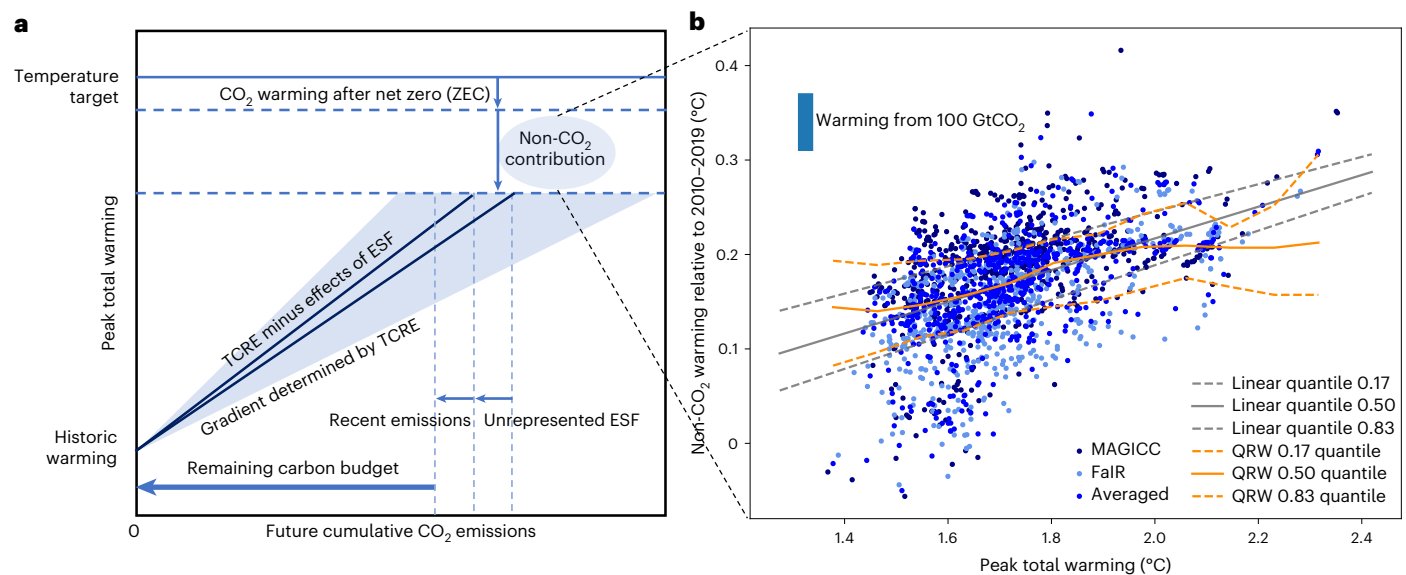 a
Temperature
target
CO₂ warming after net zero (ZEC)
Non-CO₂
contribution
Peak total warming
TCRE minus effects of ESF
Gradient determined by TCRE
Recent emissions
Unrepresented ESF
Historic
warming
Remaining carbon budget
0
Future cumulative CO₂ emissions
b
Non-CO₂ warming relative to 2010–2019 (°C)
0.4
0.3
0.2
0.1
0
Warming from 100 GtCO₂
MAGICC
FaIR
Averaged
Linear quantile 0.17
Linear quantile 0.50
Linear quantile 0.83
QRW 0.17 quantile
QRW 0.50 quantile
QRW 0.83 quantile
1.4 1.6 1.8 2.0 2.2 2.4
Peak total warming (°C)